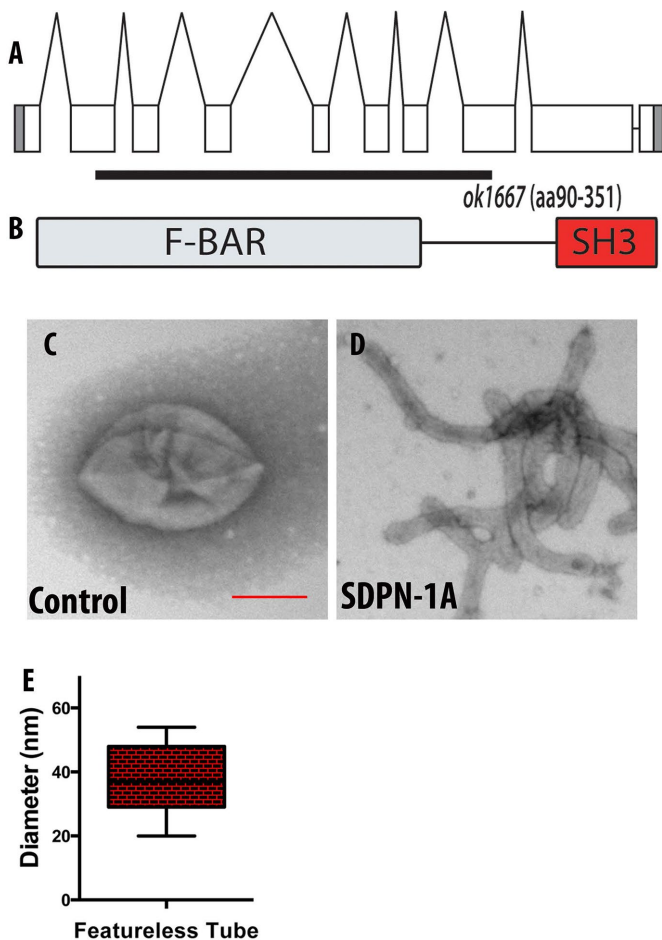 A
ok1667 (aa90-351)
B
F-BAR
SH3
C
D
Control
SDPN-1A
E
60
40
20
0
Diameter (nm)
Featureless Tube